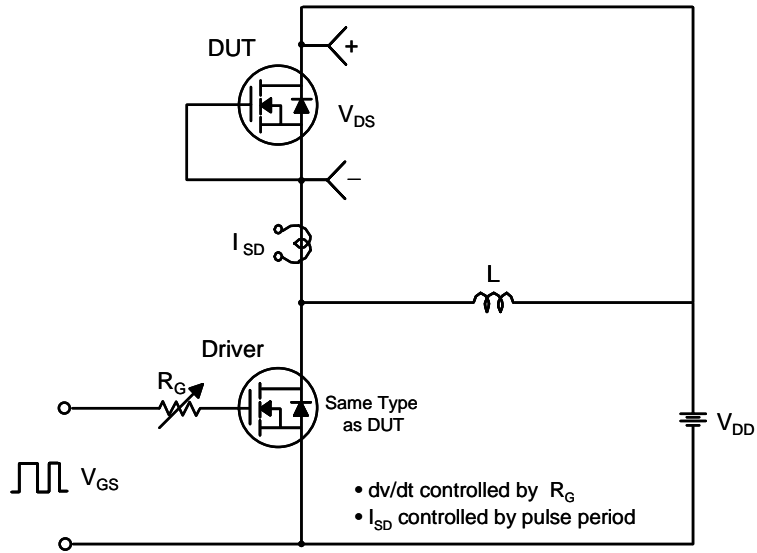 DUT
+
V_DS
−
I_SD
L
Driver
R_G
Same Type
as DUT
V_DD
V_GS
• dv/dt controlled by R_G
• I_SD controlled by pulse period